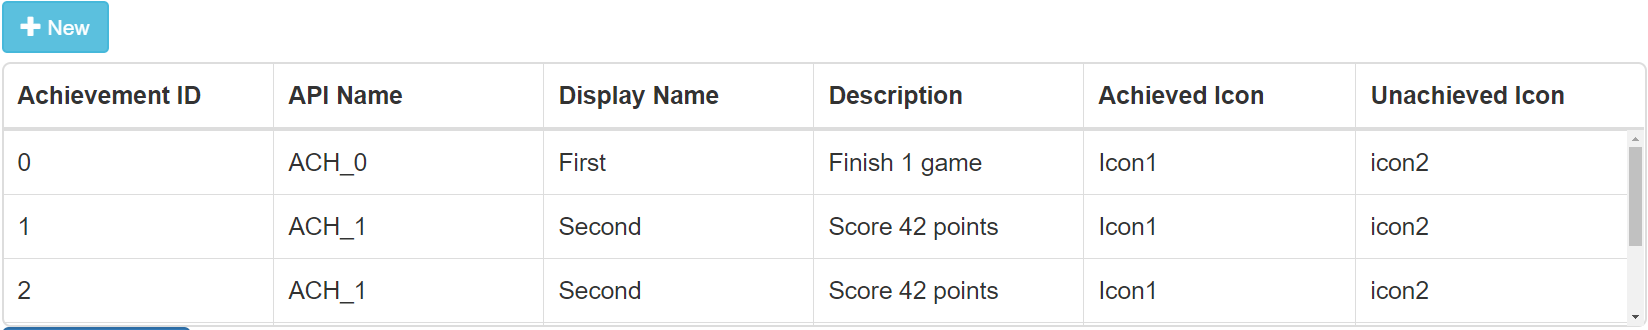 New
Achievement ID API Name Display Name Description Achieved Icon Unachieved Icon
0 ACH_0 First Finish 1 game Icon1 icon2
1 ACH_1 Second Score 42 points Icon1 icon2
2 ACH_1 Second Score 42 points Icon1 icon2